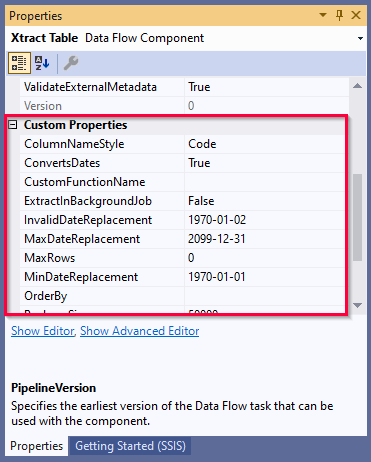 Properties
Xtract Table Data Flow Component
ValidateExternalMetadata True
Version 0
Custom Properties
ColumnNameStyle Code
ConvertsDates True
CustomFunctionName
ExtractInBackgroundJob False
InvalidDateReplacement 1970-01-02
MaxDateReplacement 2099-12-31
MaxRows 0
MinDateReplacement 1970-01-01
OrderBy
Show Editor, Show Advanced Editor
PipelineVersion
Specifies the earliest version of the Data Flow task that can be
used with the component.
Properties Getting Started (SSIS)